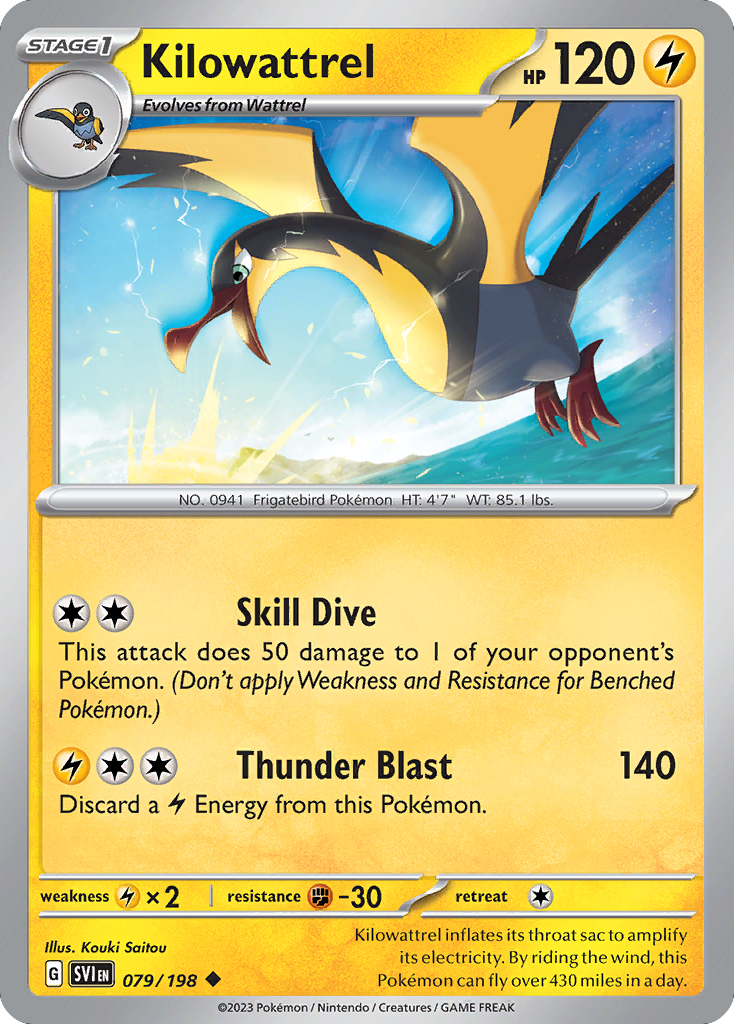 STAGE1
Kilowattrel
HP 120
Evolves from Wattrel
NO. 0941 Frigatebird Pokémon HT: 4'7" WT: 85.1 lbs.
Skill Dive
This attack does 50 damage to 1 of your opponent's
Pokémon. (Don't apply Weakness and Resistance for Benched
Pokémon.)
Thunder Blast 140
Discard a Energy from this Pokémon.
weakness ×2 resistance -30 retreat
Illus. Kouki Saitou
Kilowattrel inflates its throat sac to amplify
its electricity. By riding the wind, this
Pokémon can fly over 430 miles in a day.
G SVI EN 079/198
©2023 Pokémon / Nintendo / Creatures / GAME FREAK